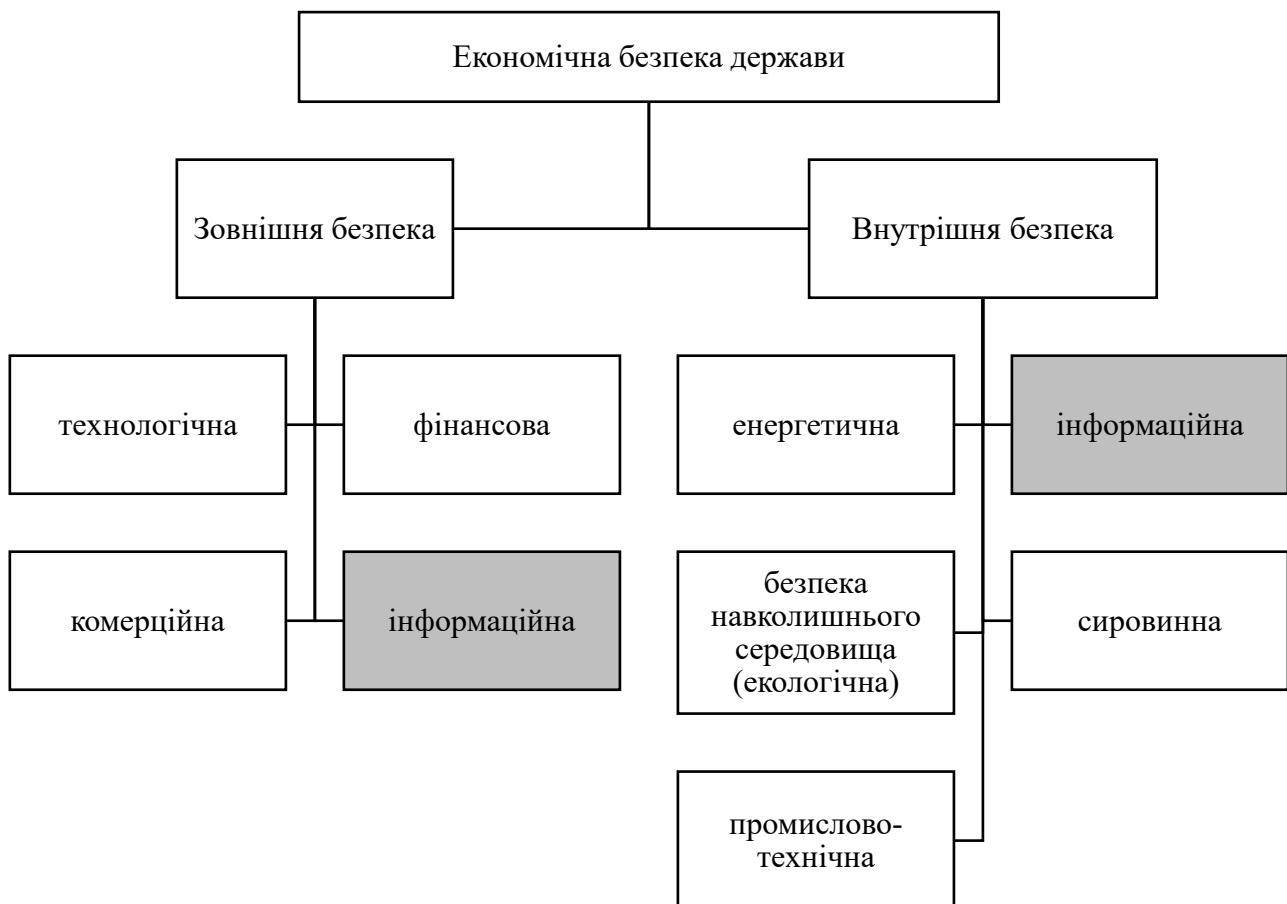 Економічна безпека держави
Зовнішня безпека
Внутрішня безпека
технологічна
фінансова
енергетична
інформаційна
комерційна
інформаційна
безпека
навколишнього
середовища
(екологічна)
сировинна
промислово-
технічна